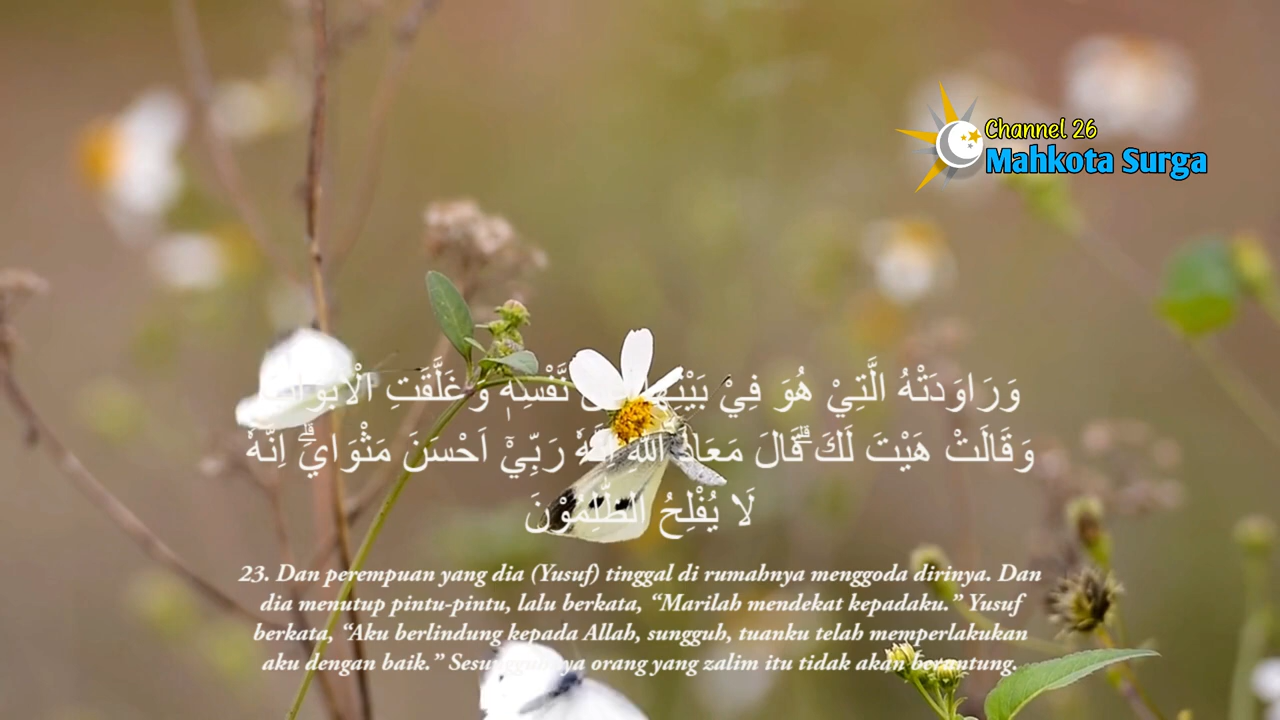 Channel 26
Mahkota Surga
وَرَاوَدَتْهُ الَّتِيْ هُوَ فِيْ بَيْتِهَا عَنْ نَّفْسِهٖ وَغَلَّقَتِ الْاَبْوَابَ
وَقَالَتْ هَيْتَ لَكَ ۗقَالَ مَعَاذَ اللّٰهِ اِنَّهٗ رَبِّيْٓ اَحْسَنَ مَثْوَايَۗ اِنَّهٗ
لَا يُفْلِحُ الظّٰلِمُوْنَ
23. Dan perempuan yang dia (Yusuf) tinggal di rumahnya menggoda dirinya. Dan
dia menutup pintu-pintu, lalu berkata, “Marilah mendekat kepadaku.” Yusuf
berkata, “Aku berlindung kepada Allah, sungguh, tuanku telah memperlakukan
aku dengan baik.” Sesungguhnya orang yang zalim itu tidak akan beruntung.